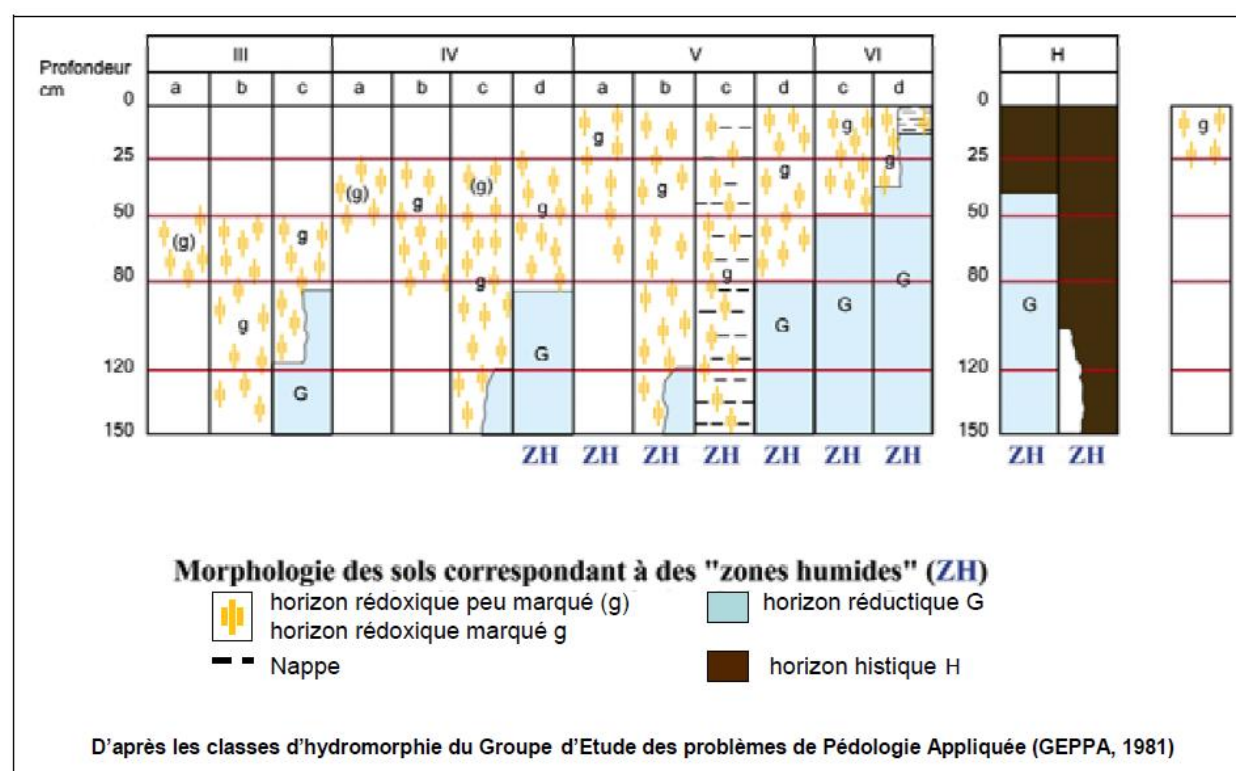 III IV V VI H
Profondeur
cm
a b c a b c d a b c d c d
0 0
g g g
g g
25 25
(g) (g) g g g
50 50
(g) g g
g g
80 80
g G G G
g G
G
120 120
G
150 150
ZH ZH ZH ZH ZH ZH ZH ZH ZH
Morphologie des sols correspondant à des "zones humides" (ZH)
horizon rédoxique peu marqué (g) horizon réductique G
horizon rédoxique marqué g
Nappe horizon histique H
D'après les classes d'hydromorphie du Groupe d'Etude des problèmes de Pédologie Appliquée (GEPPA, 1981)